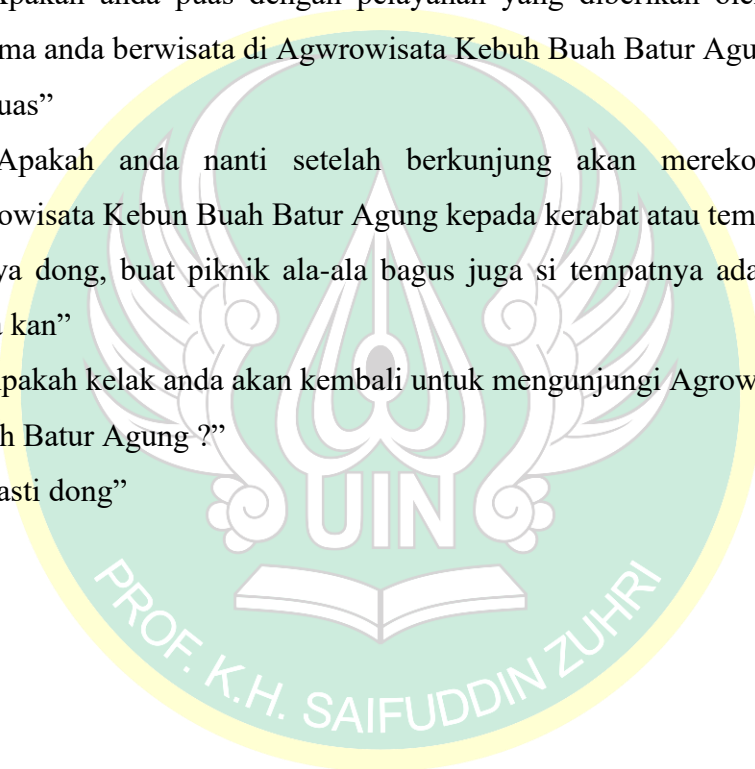 Apakah anda puas dengan pelayanan yang diberikan
ma anda berwisata di Agwrowisata Kebuh Buah Batur Agu
uas”
Apakah anda nanti setelah berkunjung akan mereko
owisata Kebun Buah Batur Agung kepada kerabat atau tem
ya dong, buat piknik ala-ala bagus juga si tempatnya ada
kan”
pakah kelak anda akan kembali untuk mengunjungi Agrow
h Batur Agung ?”
asti dong”
UIN
PROF. K.H. SAIFUDDIN ZUHRI